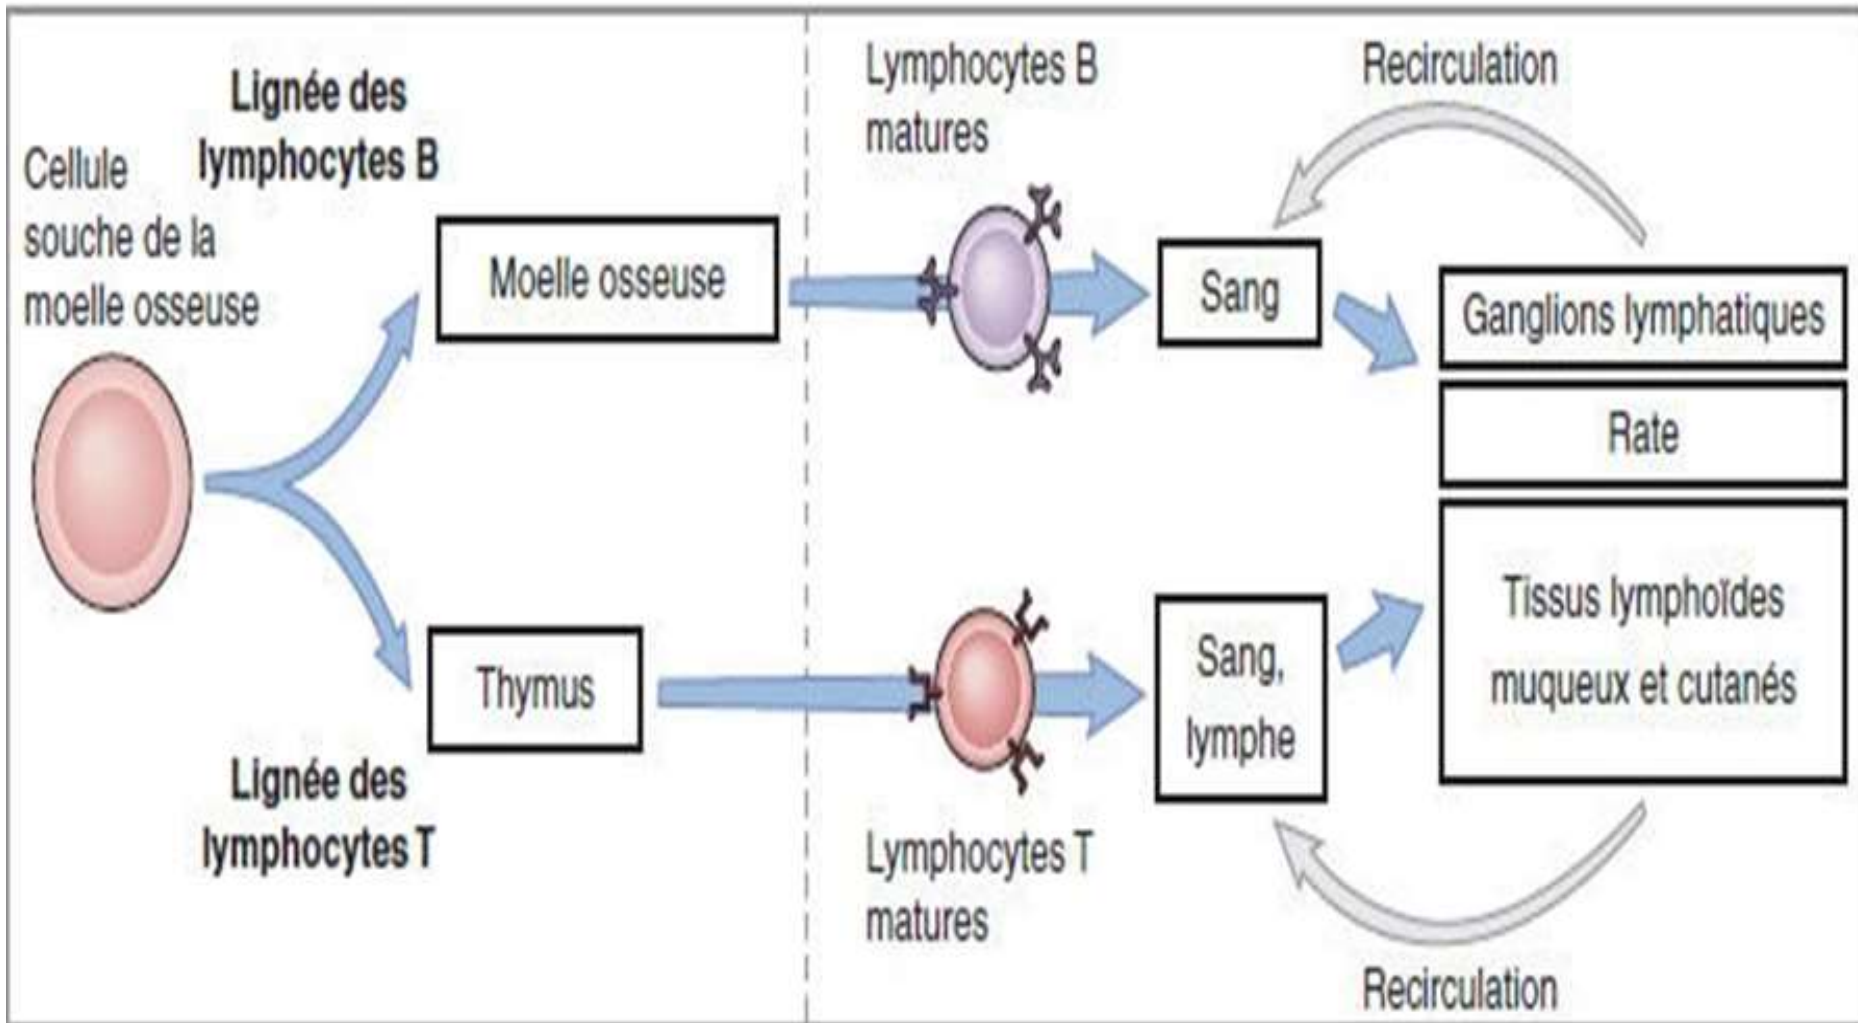 Lignée des
lymphocytes B
Cellule
souche de la
moelle osseuse
Moelle osseuse
Thymus
Lignée des
lymphocytes T
Lymphocytes B
matures
Recirculation
Sang
Ganglions lymphatiques
Rate
Tissus lymphoïdes
muqueux et cutanés
Sang,
lymphe
Lymphocytes T
matures
Recirculation